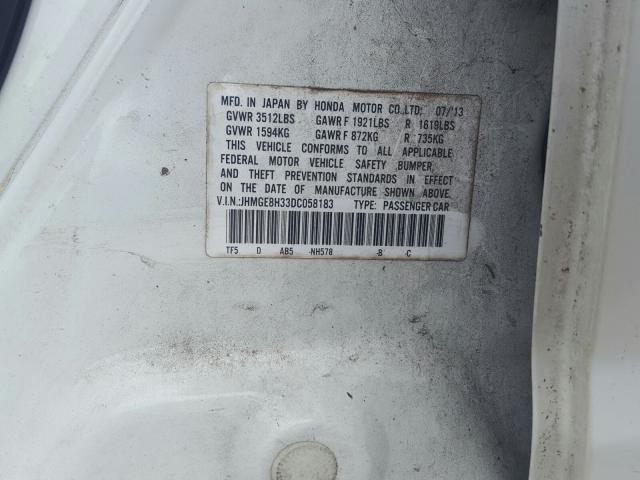 MFD. IN JAPAN BY HONDA MOTOR CO.,LTD. 07/'13
GVWR 3512LBS GAWR F 1921LBS R 1619LBS
GVWR 1594KG GAWR F 872KG R 735KG
THIS VEHICLE CONFORMS TO ALL APPLICABLE
FEDERAL MOTOR VEHICLE SAFETY, BUMPER,
AND THEFT PREVENTION STANDARDS IN EFFECT
ON THE DATE OF MANUFACTURE SHOWN ABOVE.
V.I.N.:JHMGE8H33DC058183 TYPE: PASSENGER CAR
TF5 D AB5 -NH578 -B -C